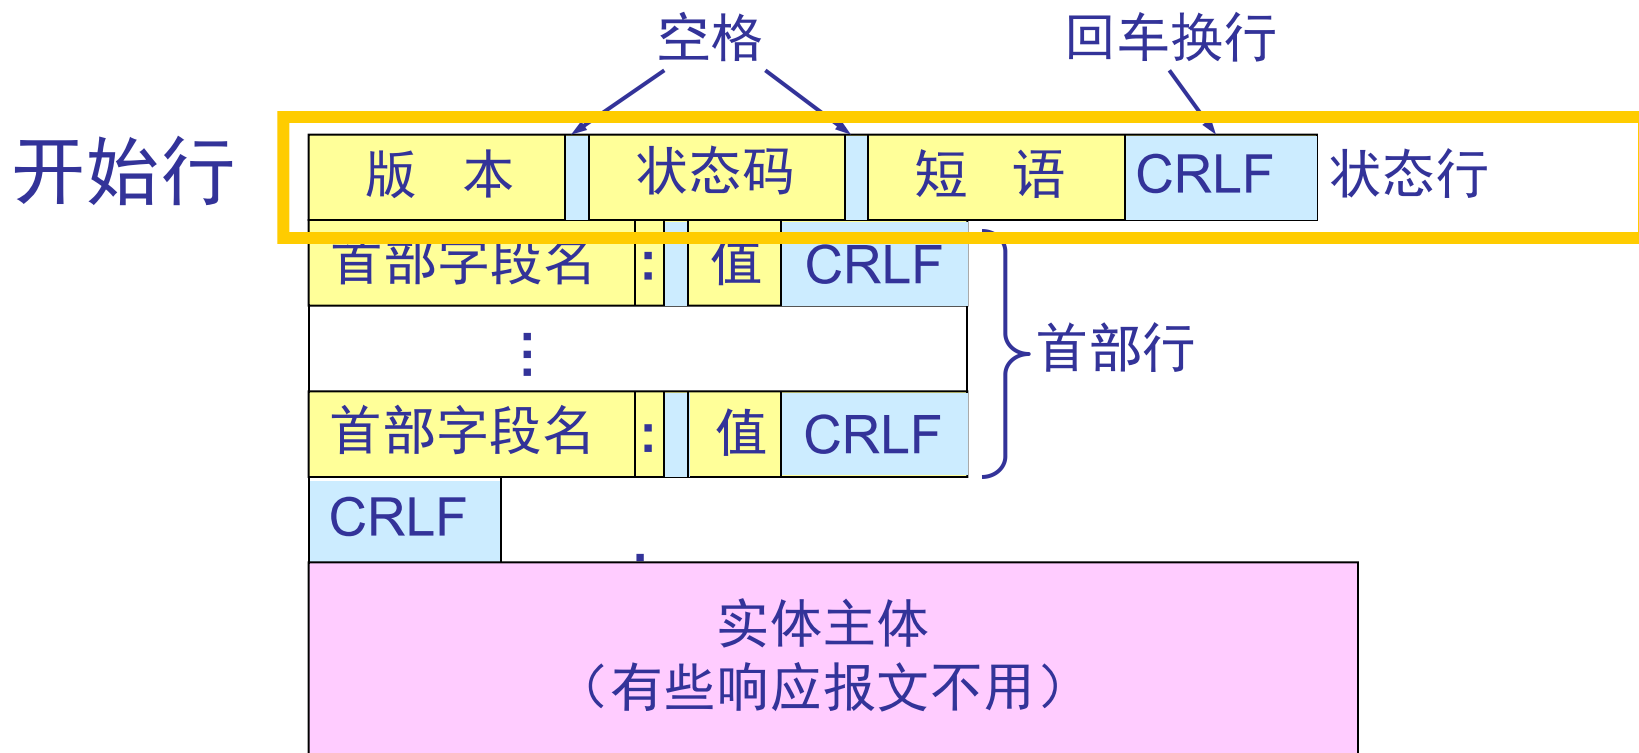 空格 回车换行
开始行 版 本 状态码 短 语 CRLF 状态行
首部字段名 : 值 CRLF
⋮ 首部行
首部字段名 : 值 CRLF
CRLF
实体主体
（有些响应报文不用）